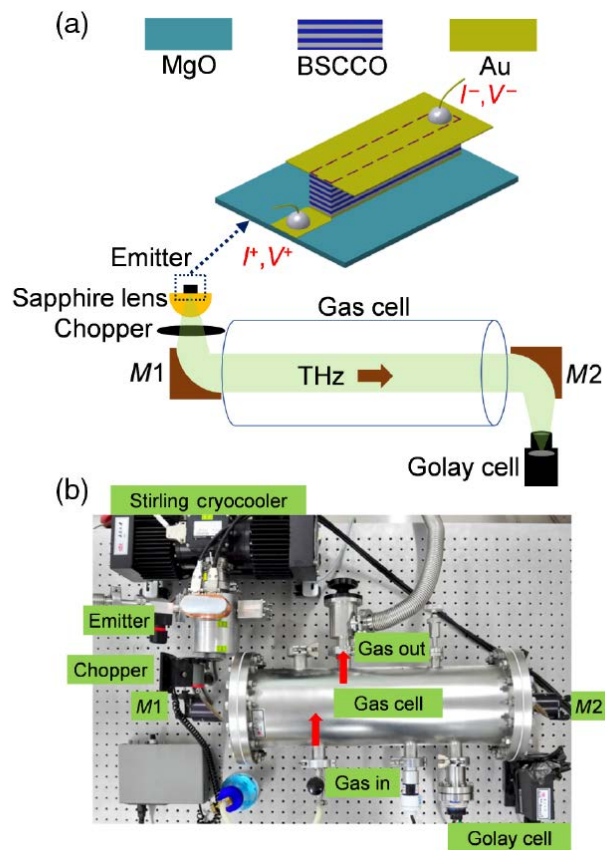 (a)
MgO
BSCCO
Au
I⁻,V⁻
I⁺,V⁺
Emitter
Sapphire lens
Chopper
Gas cell
M1
THz
M2
Golay cell
(b)
Stirling cryocooler
Emitter
Gas out
Chopper
M1
Gas cell
M2
Gas in
Golay cell